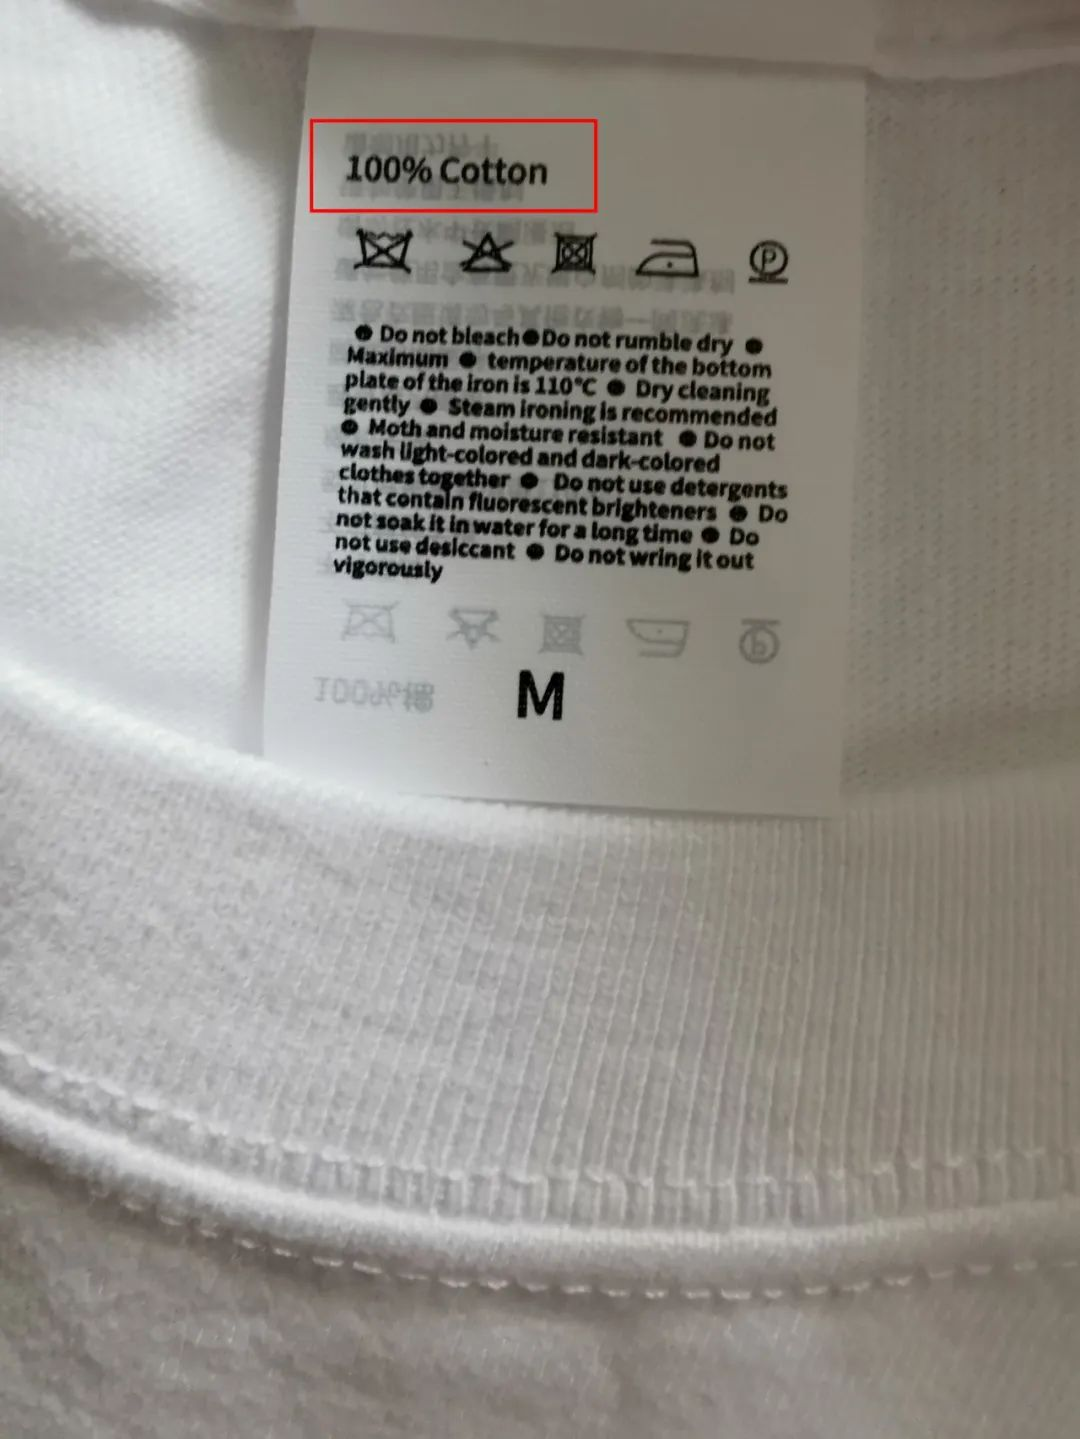 100% Cotton
● Do not bleach●Do not rumble dry ●
Maximum ● temperature of the bottom
plate of the iron is 110°C ● Dry cleaning
gently ● Steam ironing is recommended
● Moth and moisture resistant ● Do not
wash light-colored and dark-colored
clothes together ● Do not use detergents
that contain fluorescent brighteners ● Do
not soak it in water for a long time ● Do
not use desiccant ● Do not wring it out
vigorously
100%棉
M